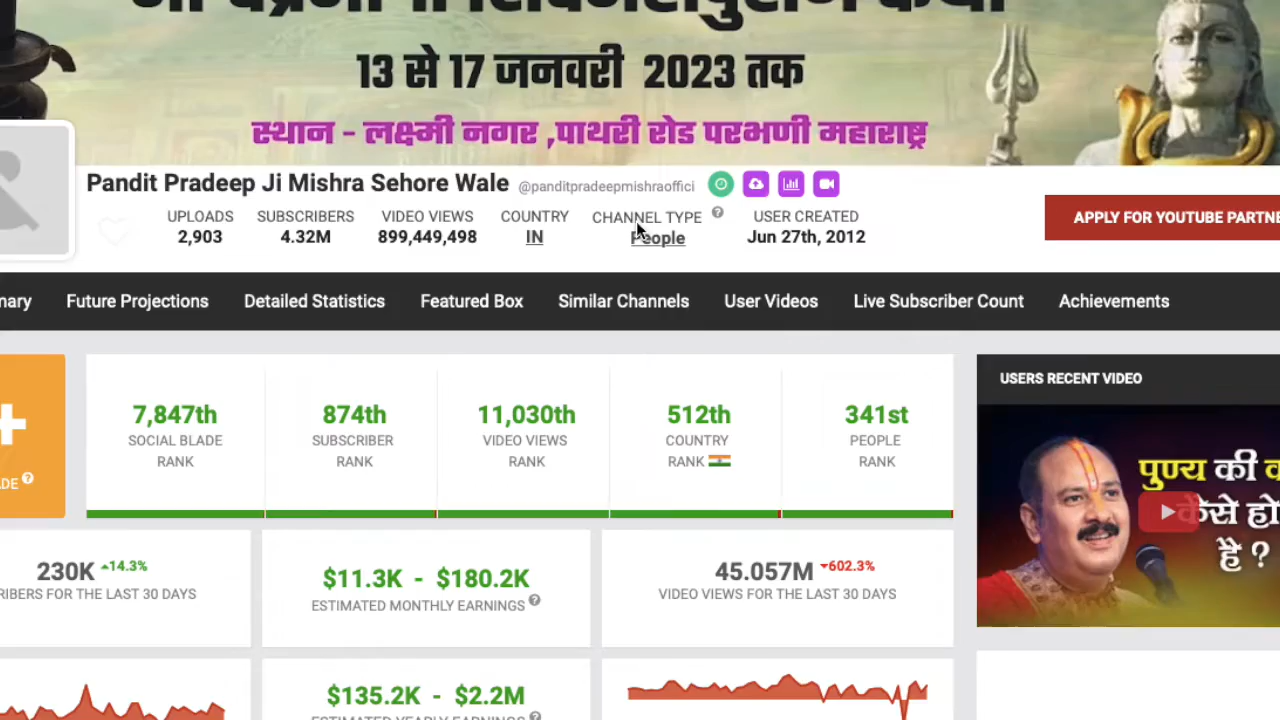 13 से 17 जनवरी 2023 तक
स्थान - लक्ष्मी नगर ,पाथरी रोड परभणी महाराष्ट्र
Pandit Pradeep Ji Mishra Sehore Wale @panditpradeepmishraoffici
UPLOADS SUBSCRIBERS VIDEO VIEWS COUNTRY CHANNEL TYPE USER CREATED
2,903 4.32M 899,449,498 IN People Jun 27th, 2012
APPLY FOR YOUTUBE PARTNE
mary Future Projections Detailed Statistics Featured Box Similar Channels User Videos Live Subscriber Count Achievements
7,847th 874th 11,030th 512th 341st
SOCIAL BLADE SUBSCRIBER VIDEO VIEWS COUNTRY PEOPLE
RANK RANK RANK RANK RANK
+
ADE
USERS RECENT VIDEO
पुण्य की
कैसे हो
है ?
230K 14.3%
RIBERS FOR THE LAST 30 DAYS
$11.3K - $180.2K
ESTIMATED MONTHLY EARNINGS
45.057M 602.3%
VIDEO VIEWS FOR THE LAST 30 DAYS
$135.2K - $2.2M
ESTIMATED YEARLY EARNINGS